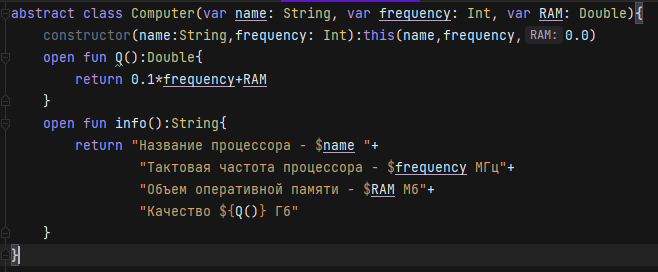 abstract class Computer(var name: String, var frequency: Int, var RAM: Double){
constructor(name:String,frequency: Int):this(name,frequency, RAM: 0.0)
open fun Q():Double{
return 0.1*frequency+RAM
}
open fun info():String{
return "Название процессора - $name "+
"Тактовая частота процессора - $frequency МГц"+
"Объем оперативной памяти - $RAM Мб"+
"Качество ${Q()} Гб"
}
}